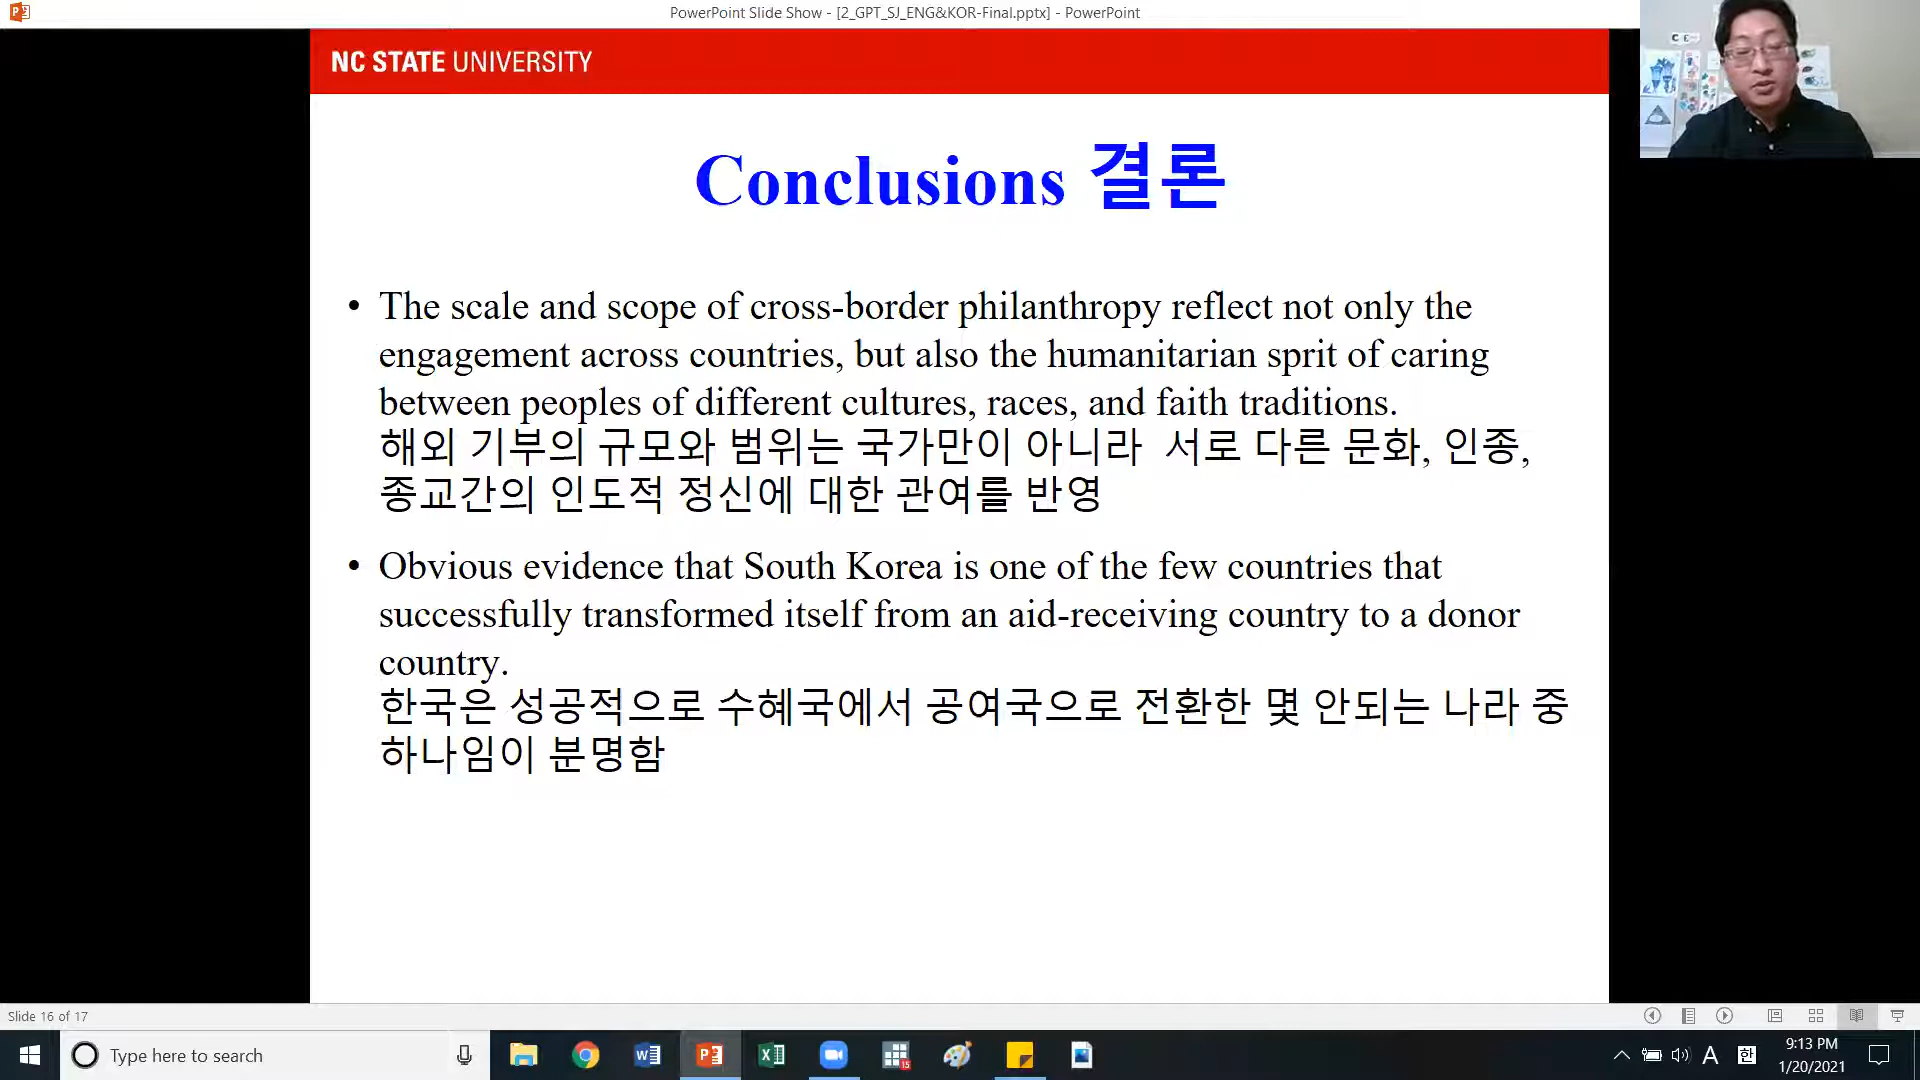 PowerPoint Slide Show - [2_GPT_SJ_ENG&KOR-Final.pptx] - PowerPoint
NC STATE UNIVERSITY
Conclusions 결론
• The scale and scope of cross-border philanthropy reflect not only the
engagement across countries, but also the humanitarian sprit of caring
between peoples of different cultures, races, and faith traditions.
해외 기부의 규모와 범위는 국가만이 아니라 서로 다른 문화, 인종,
종교간의 인도적 정신에 대한 관여를 반영
• Obvious evidence that South Korea is one of the few countries that
successfully transformed itself from an aid-receiving country to a donor
country.
한국은 성공적으로 수혜국에서 공여국으로 전환한 몇 안되는 나라 중
하나임이 분명함
Slide 16 of 17
Type here to search
15
A 한
9:13 PM
1/20/2021